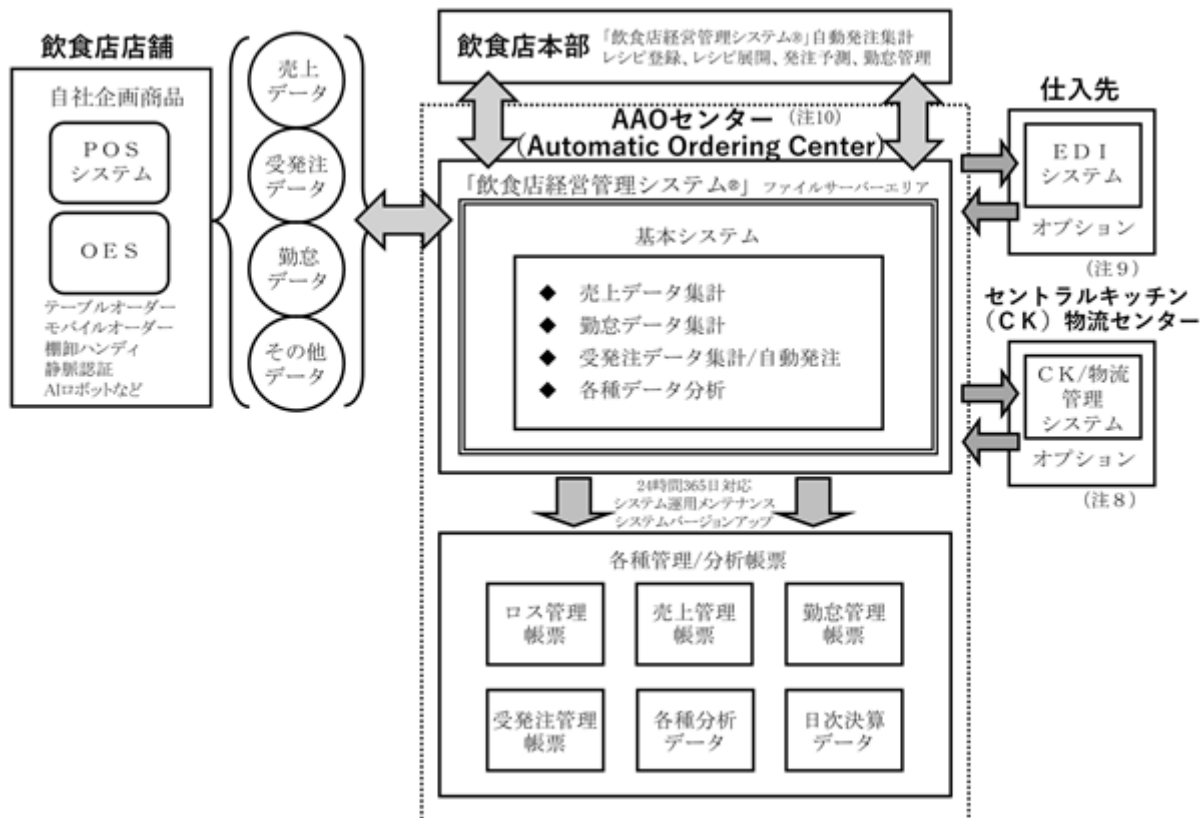 飲食店店舗
自社企画商品
POS
システム
OES
テーブルオーダー
モバイルオーダー
棚卸ハンディ
静脈認証
AIロボットなど
売上
データ
受発注
データ
勤怠
データ
その他
データ
飲食店本部
「飲食店経営管理システム®」自動発注集計
レシピ登録、レシピ展開、発注予測、勤怠管理
AAOセンター (注10)
(Automatic Ordering Center)
「飲食店経営管理システム®」 ファイルサーバーエリア
基本システム
◆ 売上データ集計
◆ 勤怠データ集計
◆ 受発注データ集計/自動発注
◆ 各種データ分析
24時間365日対応
システム運用メンテナンス
システムバージョンアップ
各種管理/分析帳票
ロス管理
帳票
売上管理
帳票
勤怠管理
帳票
受発注管理
帳票
各種分析
データ
日次決算
データ
仕入先
EDI
システム
オプション
(注9)
セントラルキッチン
(CK)物流センター
CK/物流
管理
システム
オプション
(注8)